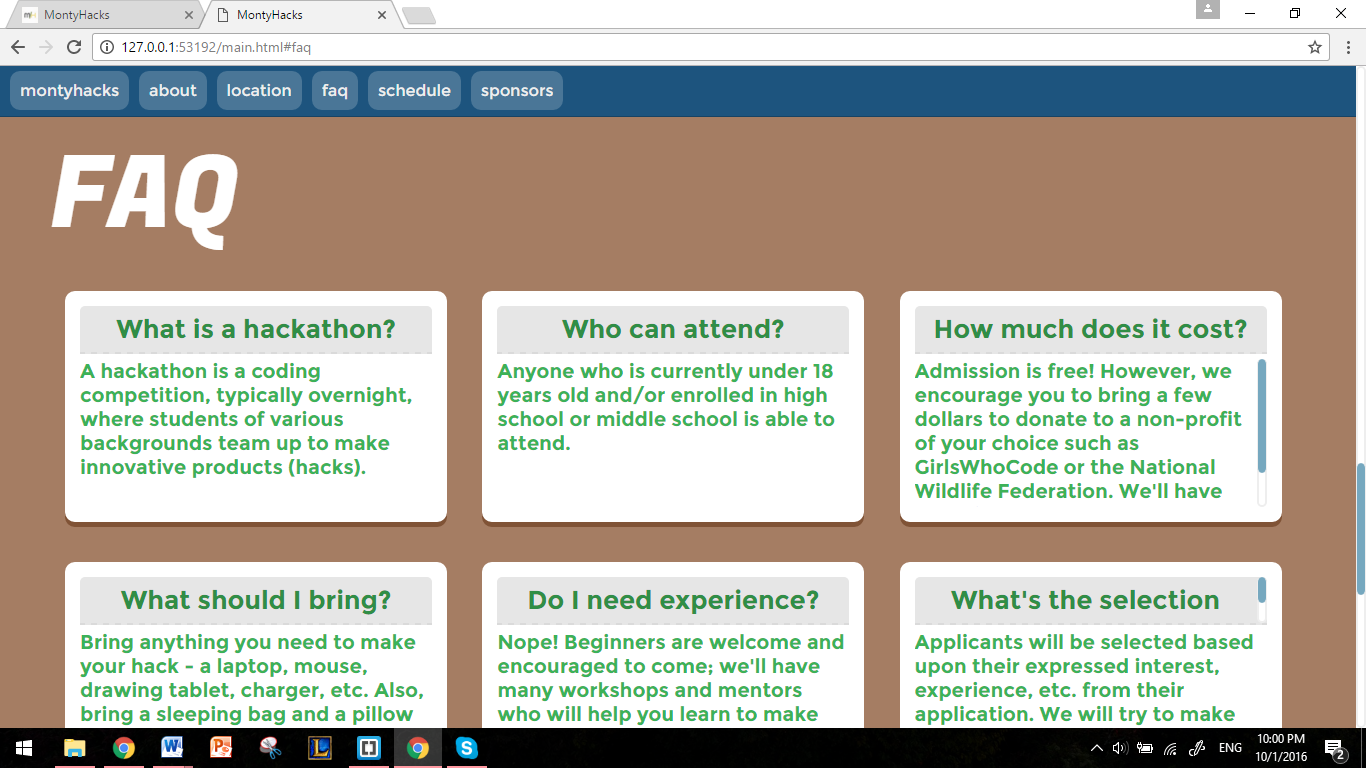 MontyHacks
MontyHacks
127.0.0.1:53192/main.html#faq
montyhacks about location faq schedule sponsors
FAQ
What is a hackathon?
A hackathon is a coding
competition, typically overnight,
where students of various
backgrounds team up to make
innovative products (hacks).
Who can attend?
Anyone who is currently under 18
years old and/or enrolled in high
school or middle school is able to
attend.
How much does it cost?
Admission is free! However, we
encourage you to bring a few
dollars to donate to a non-profit
of your choice such as
GirlsWhoCode or the National
Wildlife Federation. We'll have
What should I bring?
Bring anything you need to make
your hack - a laptop, mouse,
drawing tablet, charger, etc. Also,
bring a sleeping bag and a pillow
Do I need experience?
Nope! Beginners are welcome and
encouraged to come; we'll have
many workshops and mentors
who will help you learn to make
What's the selection
Applicants will be selected based
upon their expressed interest,
experience, etc. from their
application. We will try to make
ENG
10:00 PM
10/1/2016
2